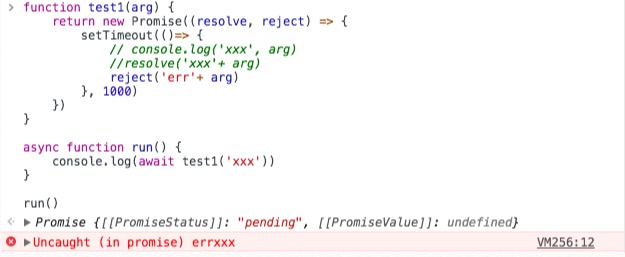 > function test1(arg) {
return new Promise((resolve, reject) => {
setTimeout(()=> {
// console.log('xxx', arg)
//resolve('xxx'+ arg)
reject('err'+ arg)
}, 1000)
})
}
async function run() {
console.log(await test1('xxx'))
}
run()
<· ▶ Promise {[[PromiseStatus]]: "pending", [[PromiseValue]]: undefined}
▶ Uncaught (in promise) errxxx VM256:12